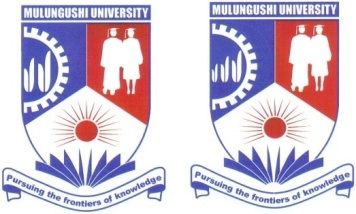 MULUNGUSHI UNIVERSITY
Pursuing the frontiers of knowledge
MULUNGUSHI UNIVERSITY
Pursuing the frontiers of knowledge